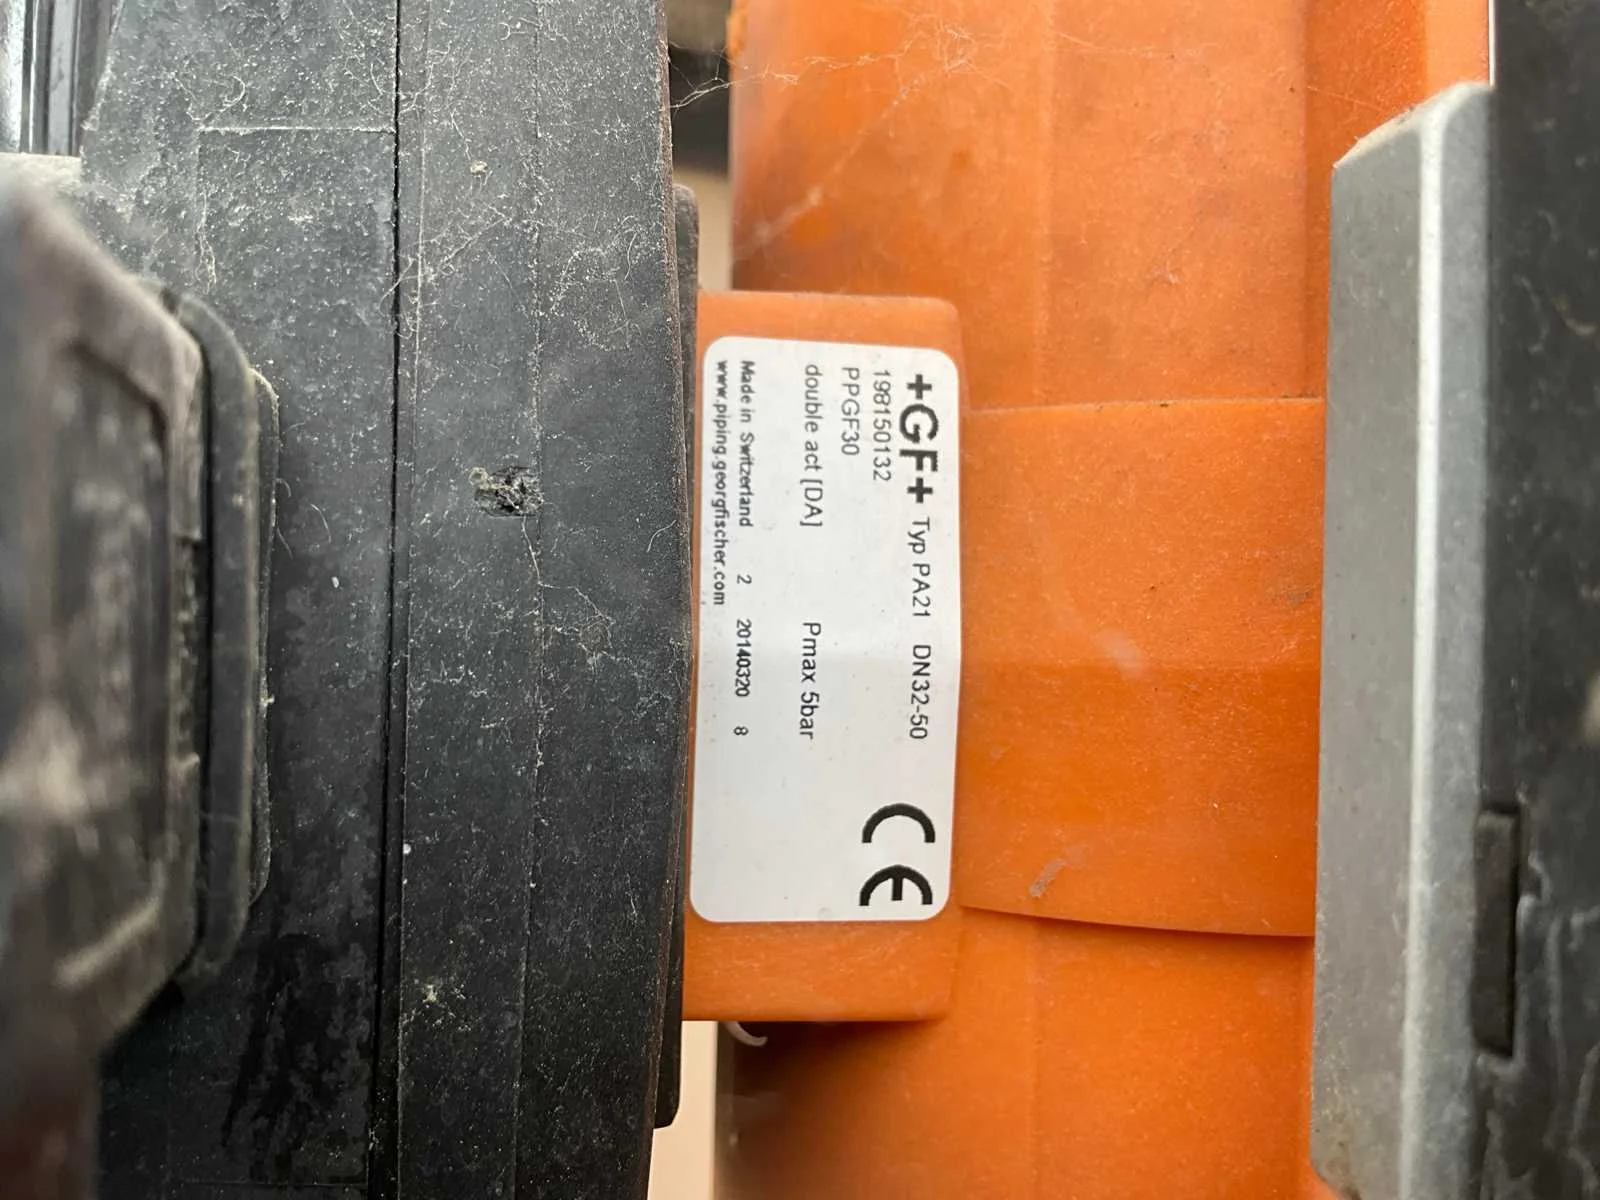 +GF+ Typ PA21 DN32-50
198150132
PPGF30
double act [DA] Pmax 5bar
Made in Switzerland 2 20140320 8
www.piping.georgfischer.com
CE